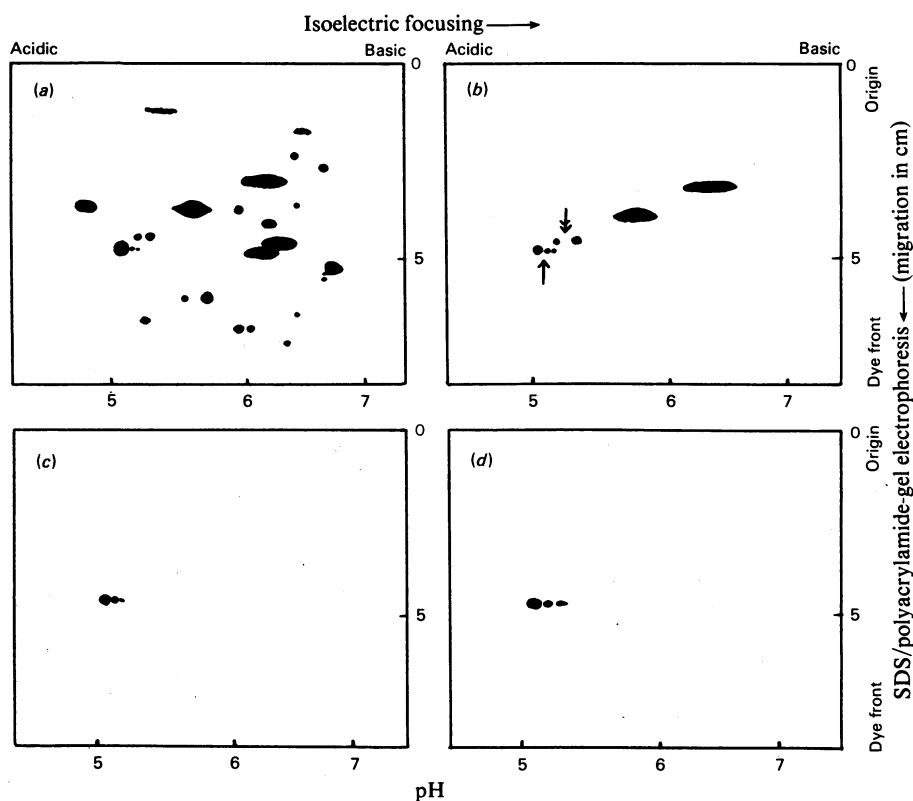 Isoelectric focusing ⟶
Acidic Basic Acidic Basic
(a)
0
5
5 6 7
(b)
0
Origin
5
Dye front
5 6 7
(c)
0
5
5 6 7
(d)
0
Origin
5
Dye front
5 6 7
pH
SDS/polyacrylamide-gel electrophoresis ⟵ (migration in cm)